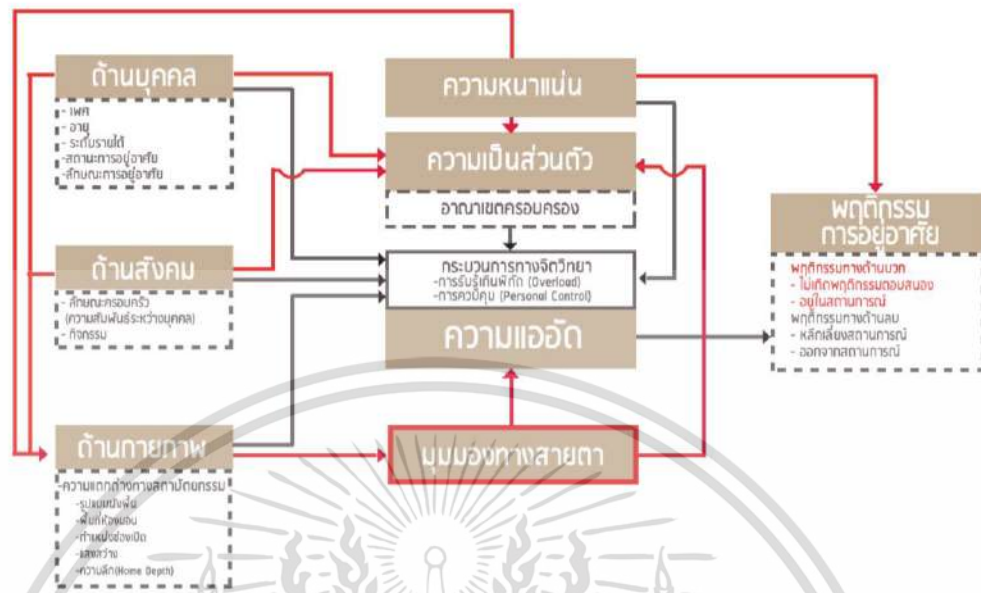 ด้านบุคคล
- เพศ
- อายุ
- ระดับรายได้
-สถานะการอยู่อาศัย
-ลักษณะการอยู่อาศัย
ด้านสังคม
- ลักษณะครอบครัว
(ความสัมพันธ์ระหว่างบุคคล)
- กิจกรรม
ด้านกายภาพ
-ความแตกต่างทางสถาปัตยกรรม
-รูปแบบผังพื้น
-พื้นที่ห้องนอน
-ตำแหน่งช่องเปิด
-แสงสว่าง
-ความลึก(Home Depth)
ความหนาแน่น
ความเป็นส่วนตัว
อาณาเขตครอบครอง
กระบวนการทางจิตวิทยา
-การรับรู้เกินพิกัด (Overload)
-การควบคุม (Personal Control)
ความแออัด
มุมมองทางสายตา
พฤติกรรม
การอยู่อาศัย
พฤติกรรมทางด้านบวก
- ไม่เกิดพฤติกรรมตอบสนอง
- อยู่ในสถานการณ์
พฤติกรรมทางด้านลบ
- หลีกเลี่ยงสถานการณ์
- ออกจากสถานการณ์